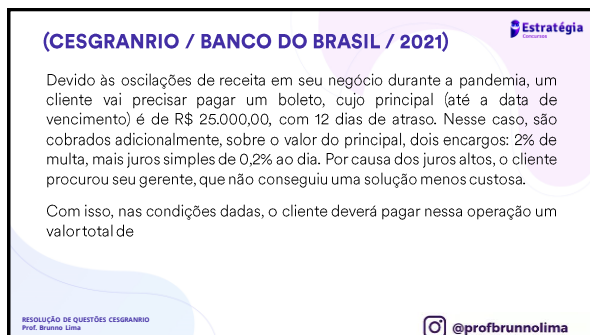 Estratégia
Concursos
(CESGRANRIO / BANCO DO BRASIL / 2021)
Devido às oscilações de receita em seu negócio durante a pandemia, um
cliente vai precisar pagar um boleto, cujo principal (até a data de
vencimento) é de R$ 25.000,00, com 12 dias de atraso. Nesse caso, são
cobrados adicionalmente, sobre o valor do principal, dois encargos: 2% de
multa, mais juros simples de 0,2% ao dia. Por causa dos juros altos, o cliente
procurou seu gerente, que não conseguiu uma solução menos custosa.
Com isso, nas condições dadas, o cliente deverá pagar nessa operação um
valor total de
RESOLUÇÃO DE QUESTÕES CESGRANRIO
Prof. Brunno Lima
@profbrunnolima